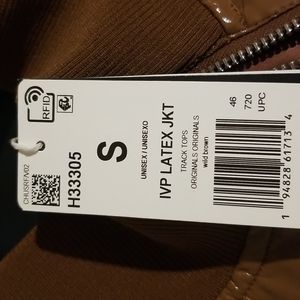 RFID
CHUSREM02
H33305
S
UNISEX / UNISEXO
IVP LATEX JKT
TRACK TOPS
ORIGINALS ORIGINALS
wild brown
46
720
UPC
1 94828 61713 4